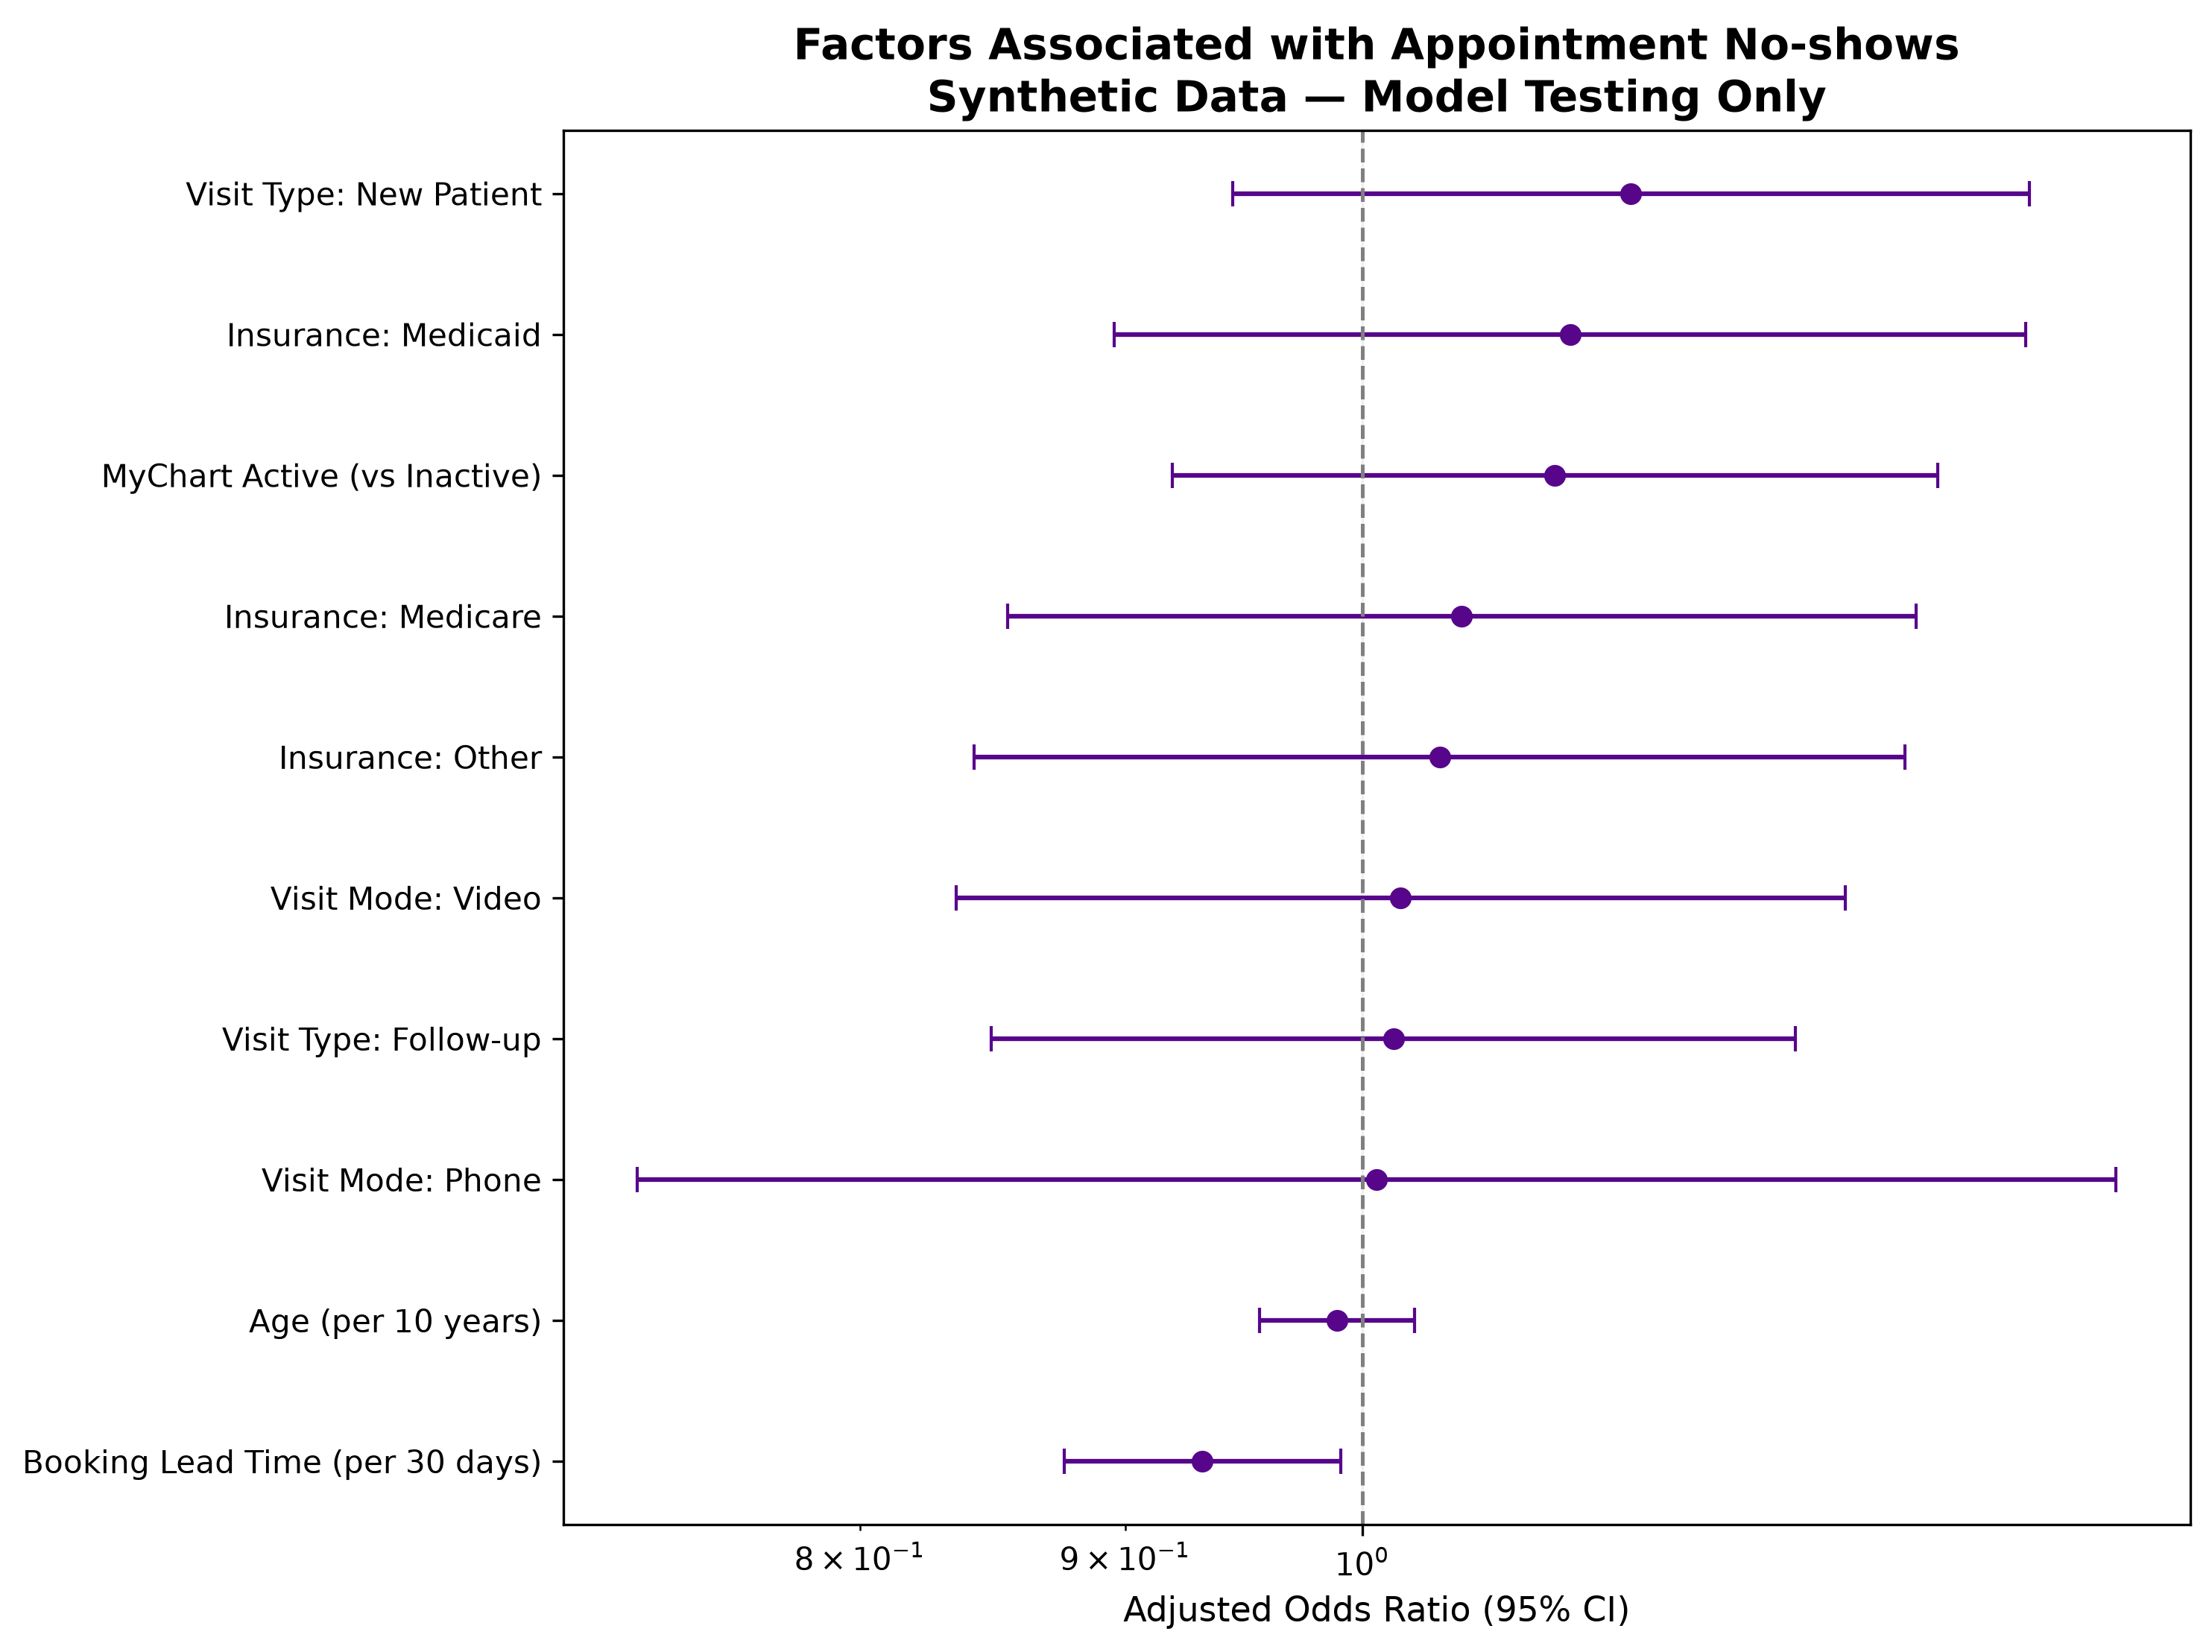 Factors Associated with Appointment No-shows
Synthetic Data — Model Testing Only
Visit Type: New Patient
Insurance: Medicaid
MyChart Active (vs Inactive)
Insurance: Medicare
Insurance: Other
Visit Mode: Video
Visit Type: Follow-up
Visit Mode: Phone
Age (per 10 years)
Booking Lead Time (per 30 days)
8 × 10⁻¹ 9 × 10⁻¹ 10⁰
Adjusted Odds Ratio (95% CI)